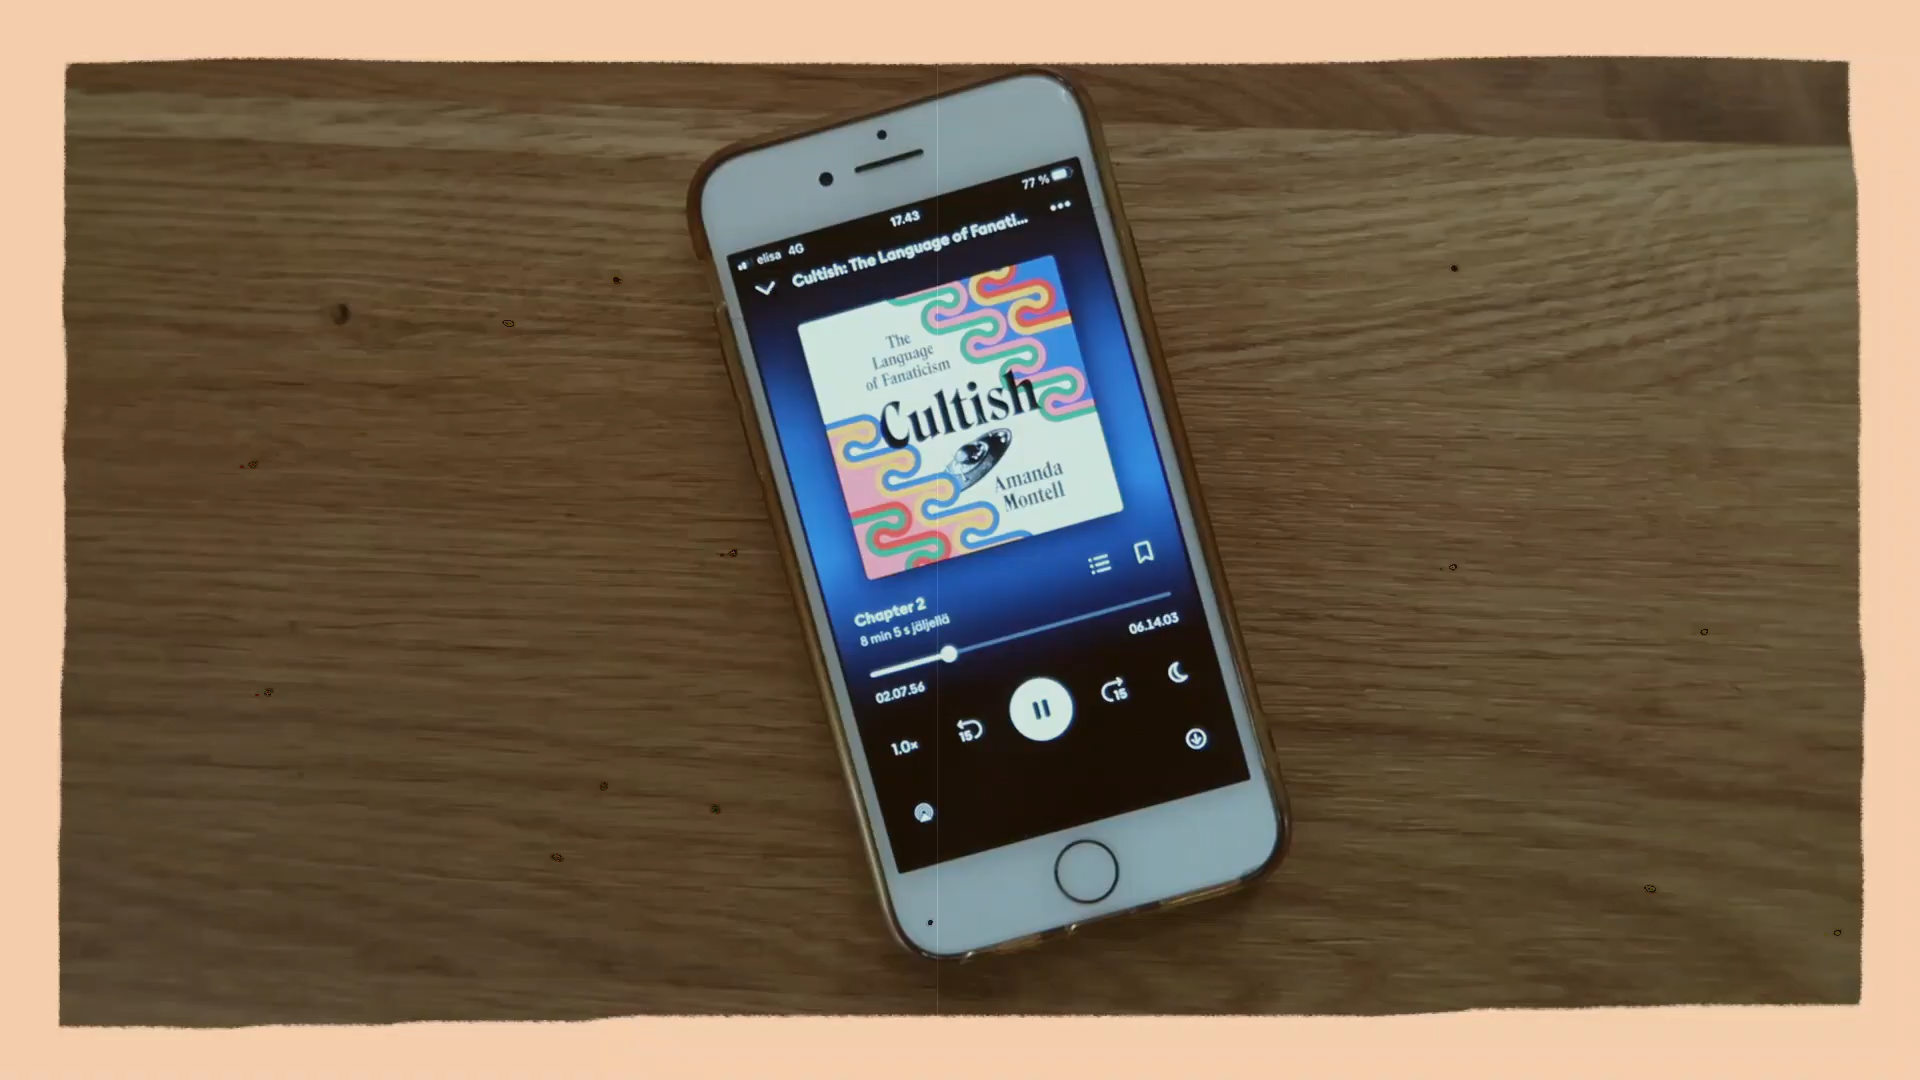 elisa 4G 17.43 77 %
Cultish: The Language of Fanati...
The
Language
of Fanaticism
Cultish
Amanda
Montell
Chapter 2
8 min 5 s jäljellä
02.07.56 06.14.03
1.0× 15 15